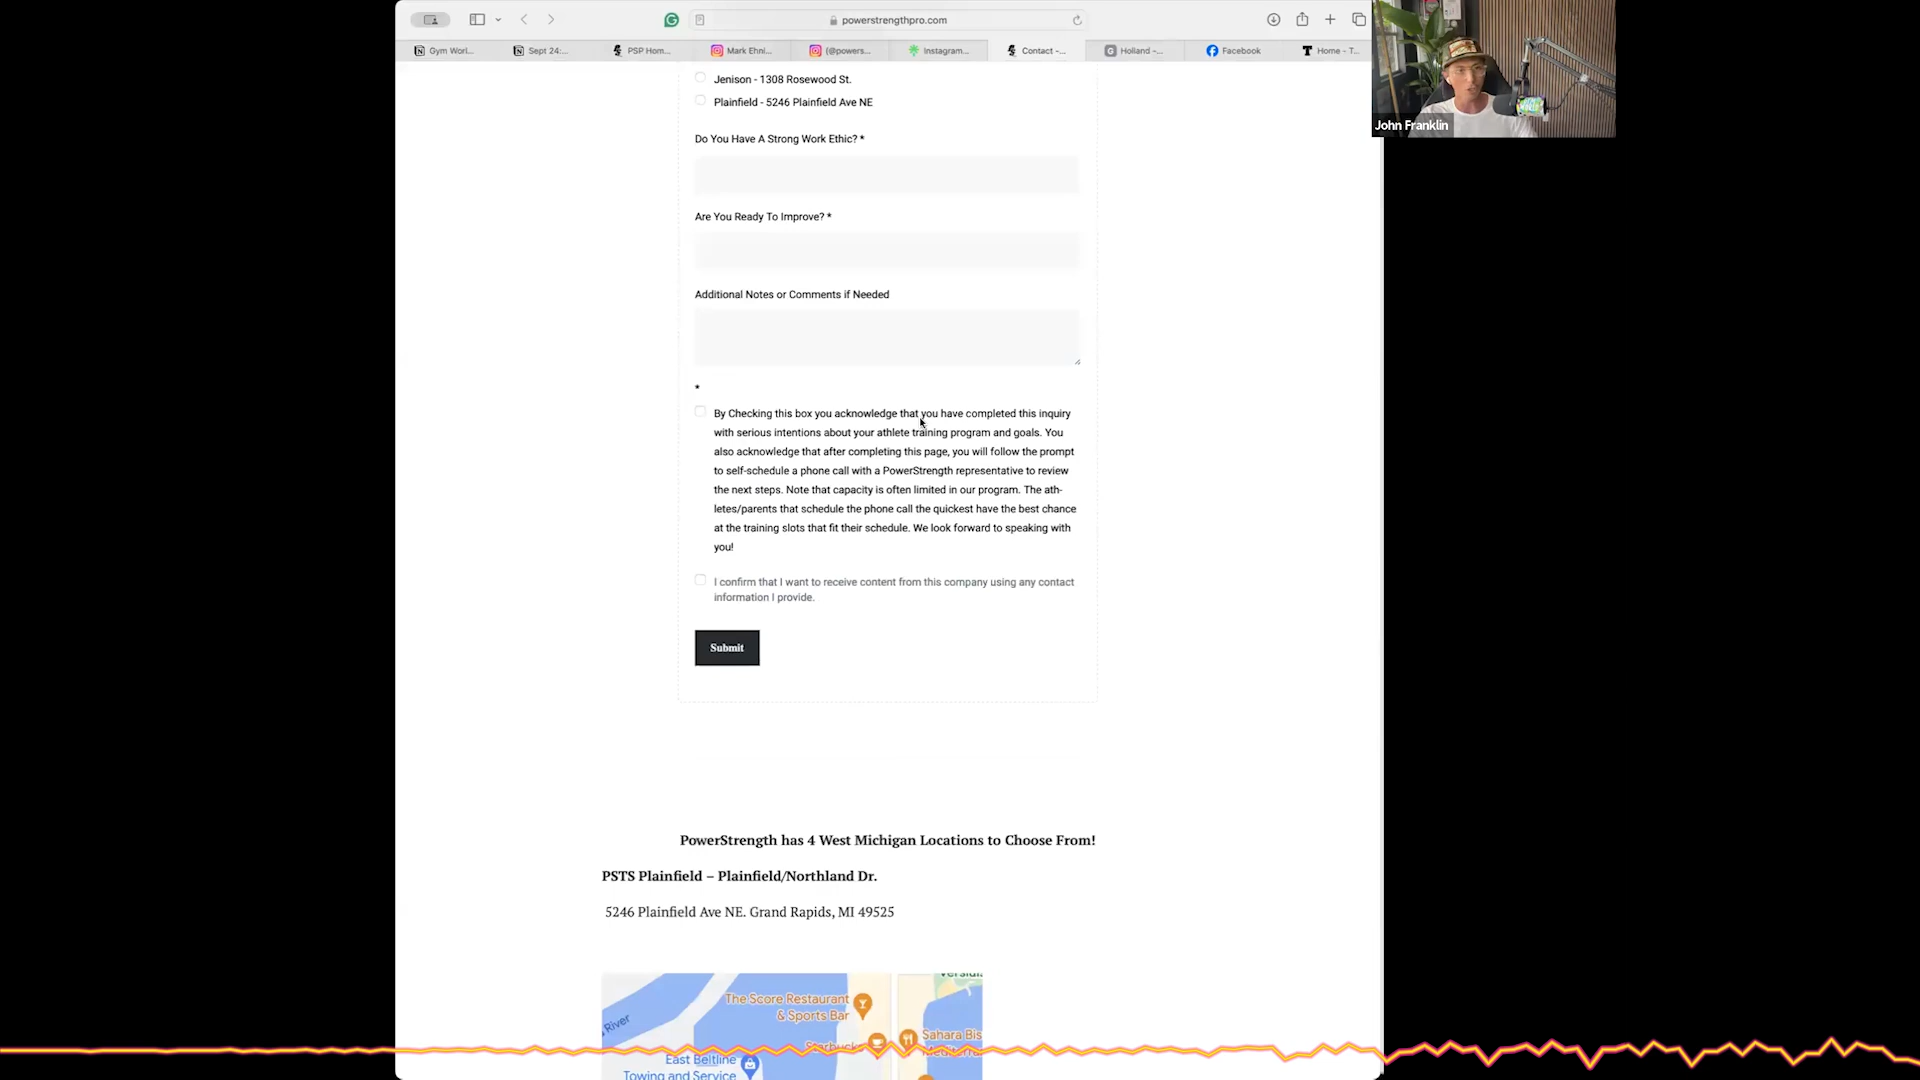 powerstrengthpro.com
Gym Worl...
Sept 24:...
PSP Hom...
Mark Ehni...
(@powers...
Instagram...
Contact -...
Holland –...
Facebook
Home - T...
John Franklin
Jenison - 1308 Rosewood St.
Plainfield - 5246 Plainfield Ave NE
Do You Have A Strong Work Ethic? *
Are You Ready To Improve? *
Additional Notes or Comments if Needed
*
By Checking this box you acknowledge that you have completed this inquiry
with serious intentions about your athlete training program and goals. You
also acknowledge that after completing this page, you will follow the prompt
to self-schedule a phone call with a PowerStrength representative to review
the next steps. Note that capacity is often limited in our program. The ath-
letes/parents that schedule the phone call the quickest have the best chance
at the training slots that fit their schedule. We look forward to speaking with
you!
I confirm that I want to receive content from this company using any contact
information I provide.
Submit
PowerStrength has 4 West Michigan Locations to Choose From!
PSTS Plainfield – Plainfield/Northland Dr.
5246 Plainfield Ave NE. Grand Rapids, MI 49525
The Score Restaurant
& Sports Bar
River
Starbucks
Sahara Bis
East Beltline
Towing and Service